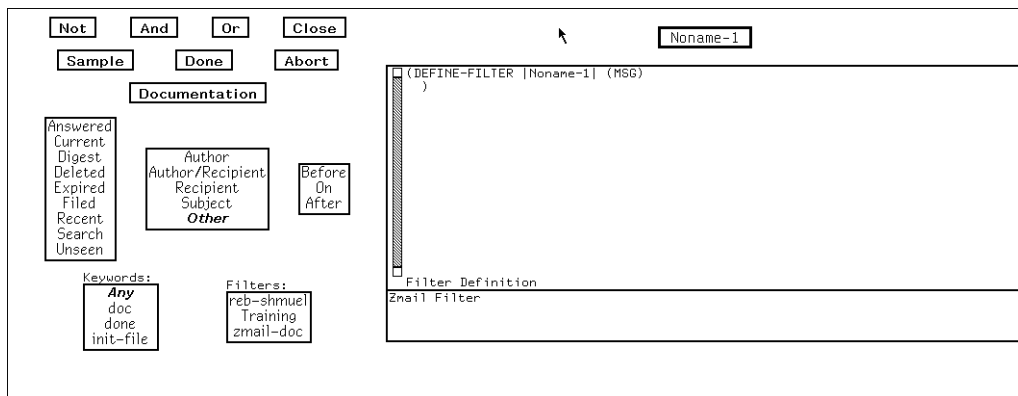 Not And Or Close
Noname-1
Sample Done Abort
Documentation
(DEFINE-FILTER |Noname-1| (MSG)
)
Answered
Current
Digest
Deleted
Expired
Filed
Recent
Search
Unseen
Author
Author/Recipient
Recipient
Subject
Other
Before
On
After
Keywords:
Any
doc
done
init-file
Filters:
reb-shmuel
Training
zmail-doc
Filter Definition
Zmail Filter